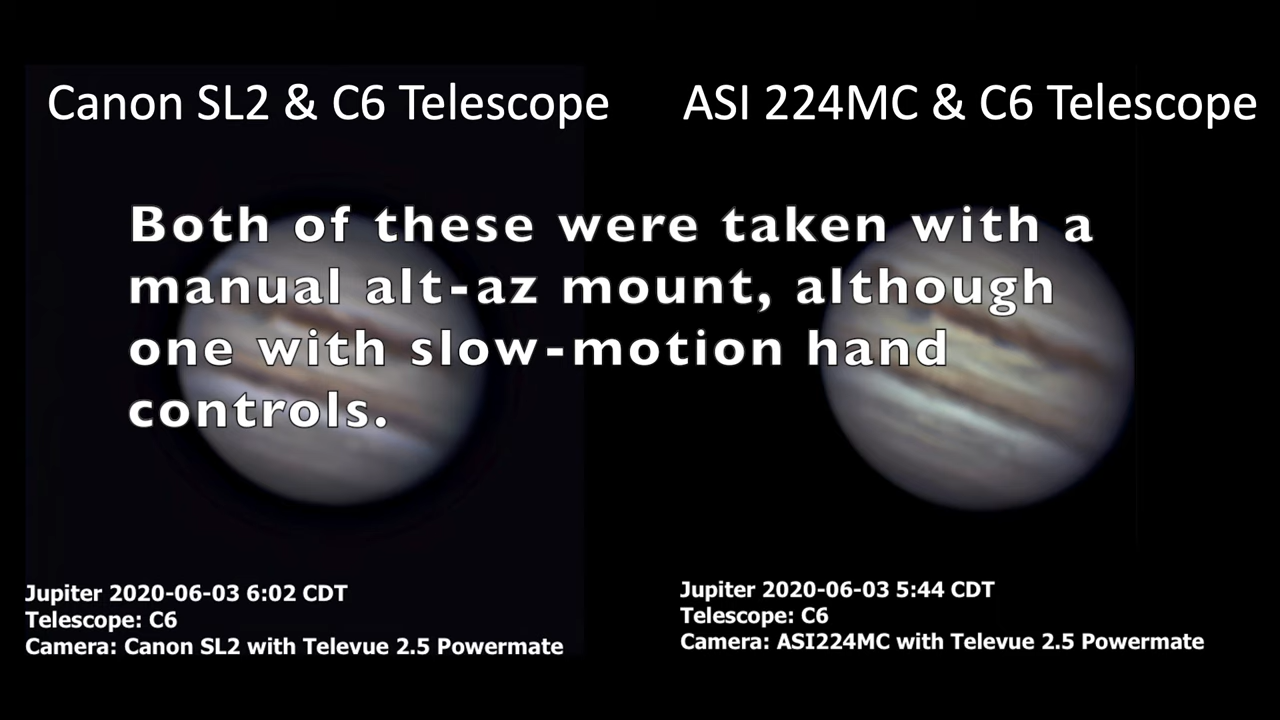 Canon SL2 & C6 Telescope
ASI 224MC & C6 Telescope
Both of these were taken with a
manual alt-az mount, although
one with slow-motion hand
controls.
Jupiter 2020-06-03 6:02 CDT
Telescope: C6
Camera: Canon SL2 with Televue 2.5 Powermate
Jupiter 2020-06-03 5:44 CDT
Telescope: C6
Camera: ASI224MC with Televue 2.5 Powermate